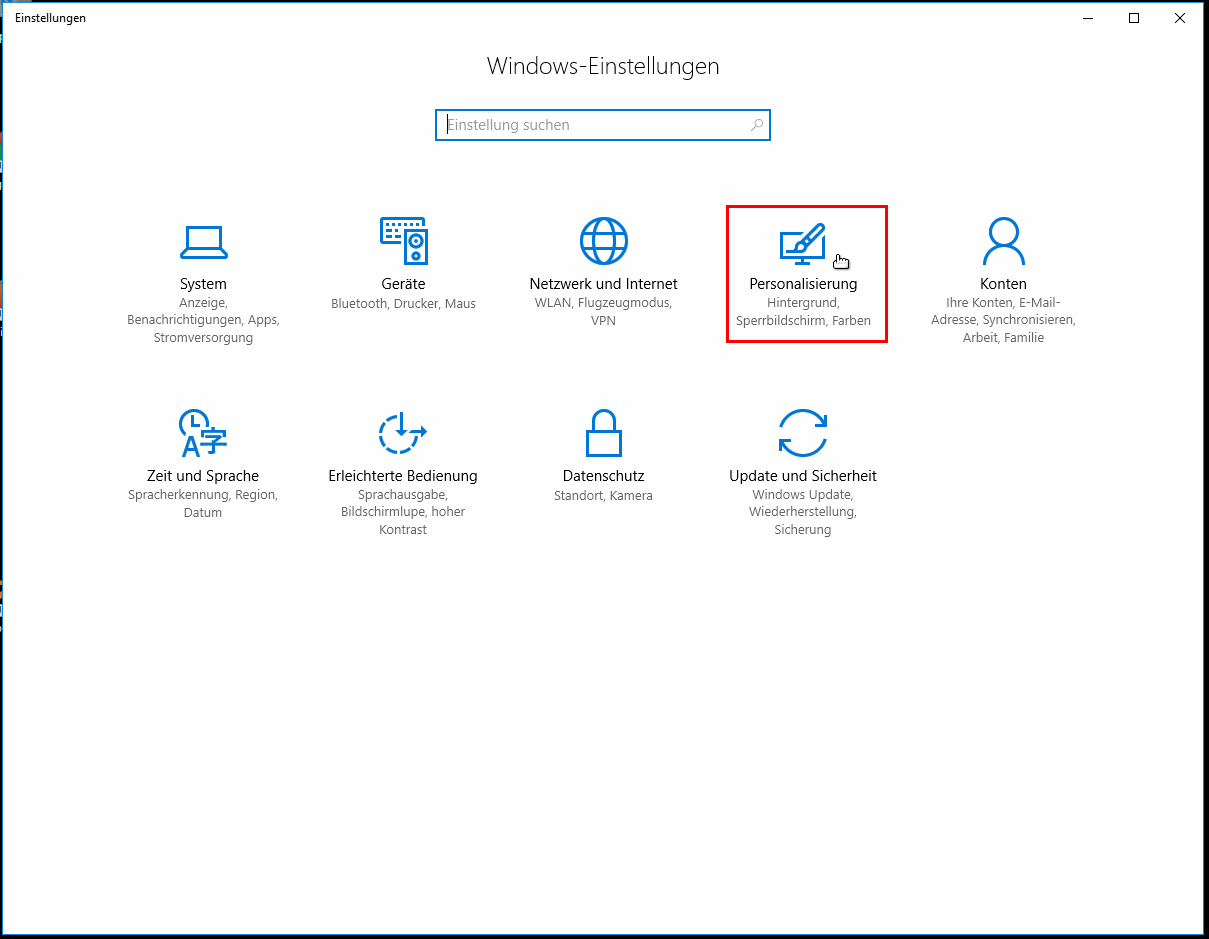 Einstellungen
Windows-Einstellungen
Einstellung suchen
System
Anzeige,
Benachrichtigungen, Apps,
Stromversorgung
Geräte
Bluetooth, Drucker, Maus
Netzwerk und Internet
WLAN, Flugzeugmodus,
VPN
Personalisierung
Hintergrund,
Sperrbildschirm, Farben
Konten
Ihre Konten, E-Mail-
Adresse, Synchronisieren,
Arbeit, Familie
Zeit und Sprache
Spracherkennung, Region,
Datum
Erleichterte Bedienung
Sprachausgabe,
Bildschirmlupe, hoher
Kontrast
Datenschutz
Standort, Kamera
Update und Sicherheit
Windows Update,
Wiederherstellung,
Sicherung